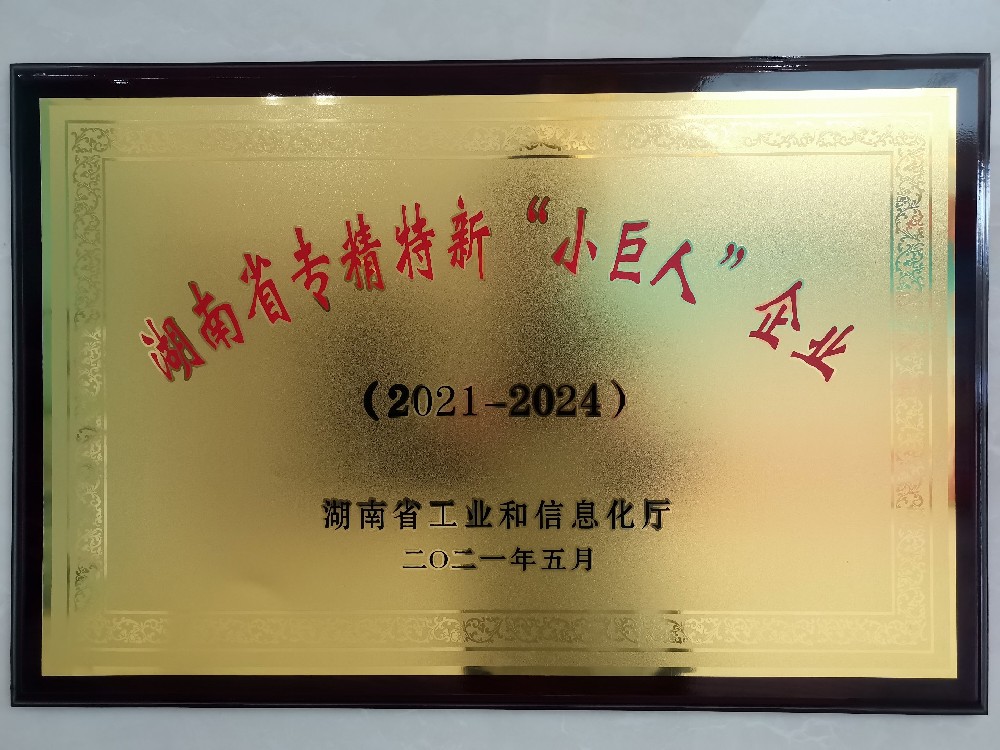 湖南省专精特新“小巨人”企业
（2021-2024）
湖南省工业和信息化厅
二〇二一年五月